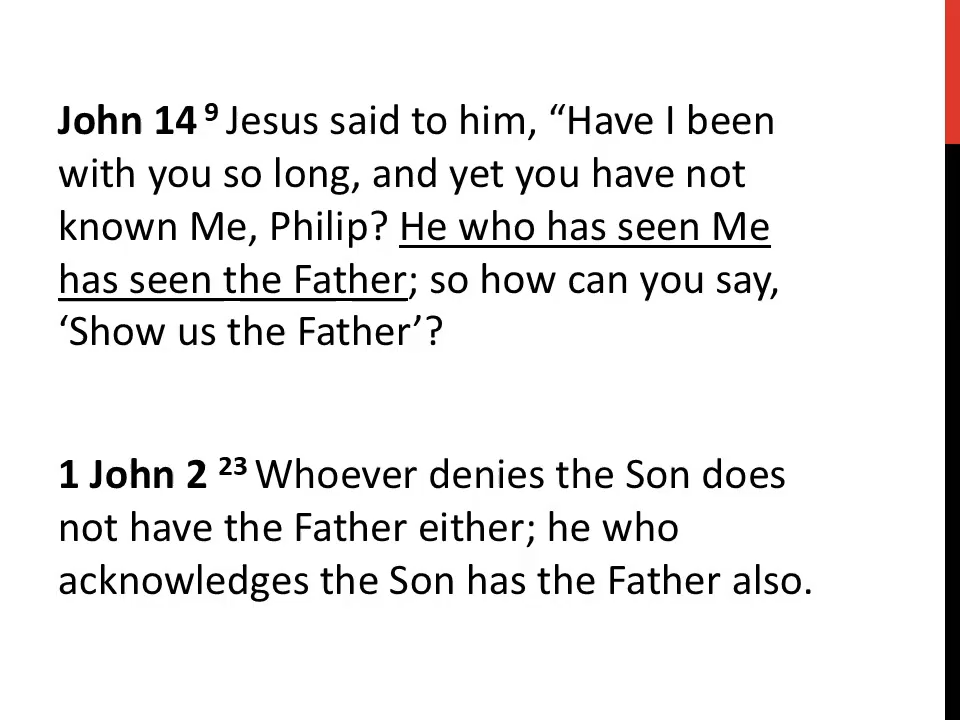 John 14 9 Jesus said to him, “Have I been
with you so long, and yet you have not
known Me, Philip? He who has seen Me
has seen the Father; so how can you say,
‘Show us the Father’?
1 John 2 23 Whoever denies the Son does
not have the Father either; he who
acknowledges the Son has the Father also.